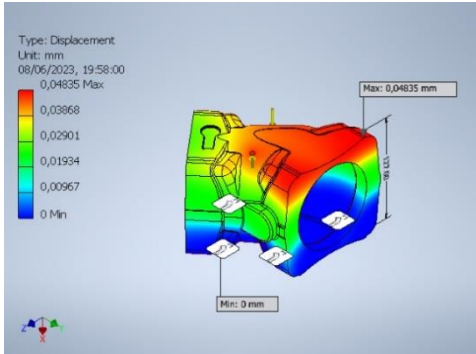 Type: Displacement
Unit: mm
08/06/2023, 19:58:00
0,04835 Max
0,03868
0,02901
0,01934
0,00967
0 Min
Max: 0,04835 mm
Min: 0 mm
Z
Y
X